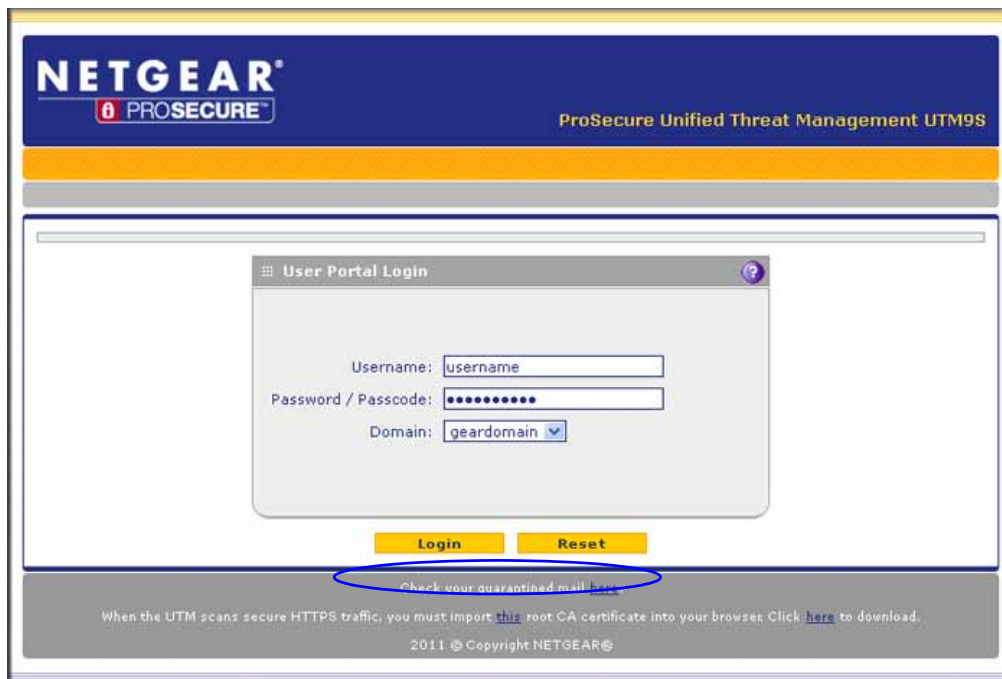 NETGEAR®
PROSECURE™
ProSecure Unified Threat Management UTM9S
User Portal Login
?
Username: username
Password / Passcode: ••••••••••
Domain: geardomain
Login Reset
Check your quarantined mail here.
When the UTM scans secure HTTPS traffic, you must import this root CA certificate into your browser. Click here to download.
2011 © Copyright NETGEAR®